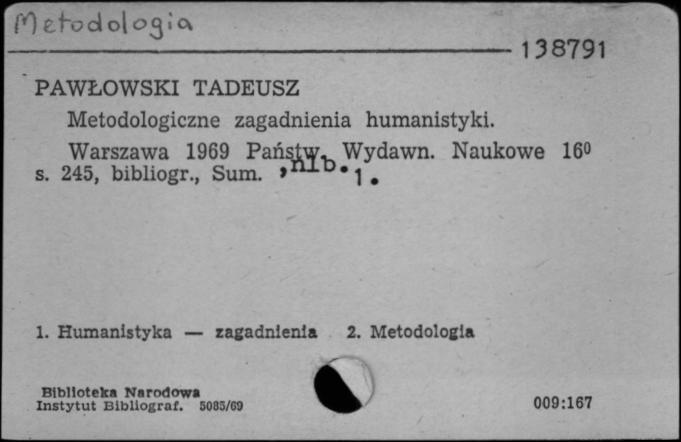 Metodologia
138791
PAWŁOWSKI TADEUSZ
Metodologiczne zagadnienia humanistyki.
Warszawa 1969 Państw. Wydawn. Naukowe 16⁰
s. 245, bibliogr., Sum. ,nlb. 1.
1. Humanistyka — zagadnienia 2. Metodologia
Biblioteka Narodowa
Instytut Bibliograf. 5085/69
009:167